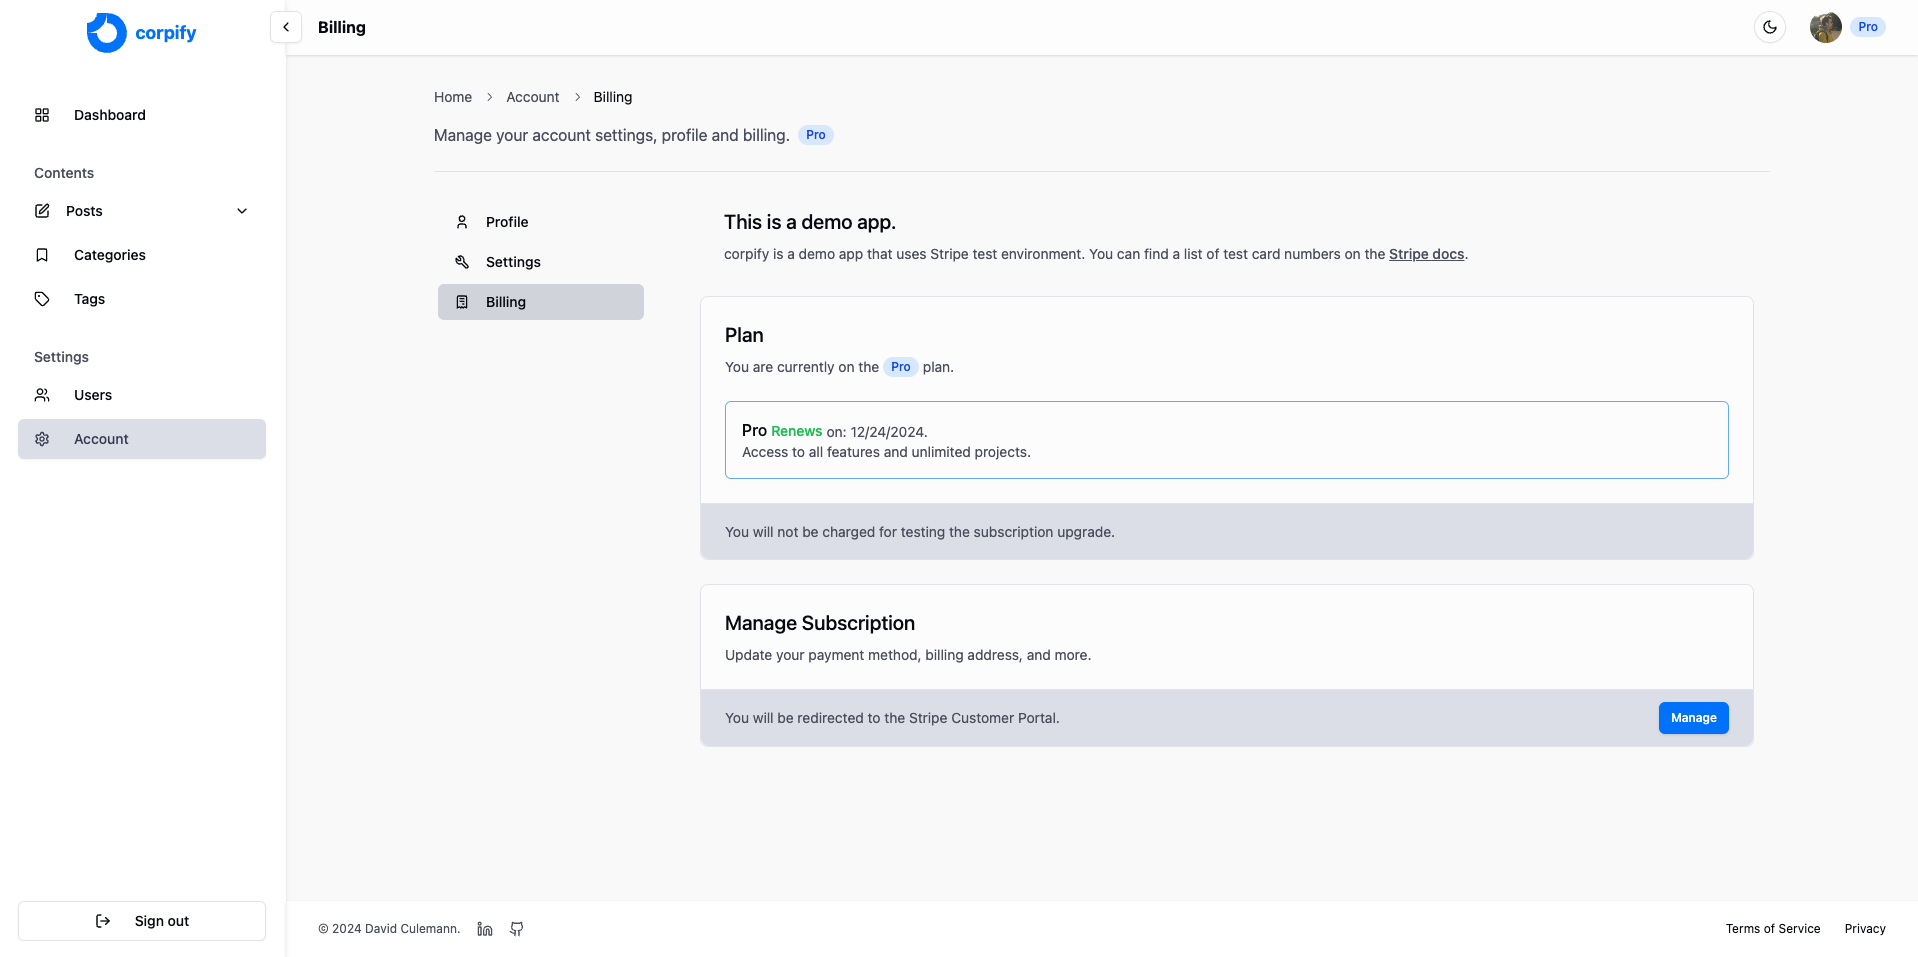 corpify
Billing
Pro
Dashboard
Contents
Posts
Categories
Tags
Settings
Users
Account
Sign out
Home > Account > Billing
Manage your account settings, profile and billing. Pro
Profile
Settings
Billing
This is a demo app.
corpify is a demo app that uses Stripe test environment. You can find a list of test card numbers on the Stripe docs.
Plan
You are currently on the Pro plan.
Pro Renews on: 12/24/2024.
Access to all features and unlimited projects.
You will not be charged for testing the subscription upgrade.
Manage Subscription
Update your payment method, billing address, and more.
You will be redirected to the Stripe Customer Portal.
Manage
© 2024 David Culemann.
Terms of Service
Privacy